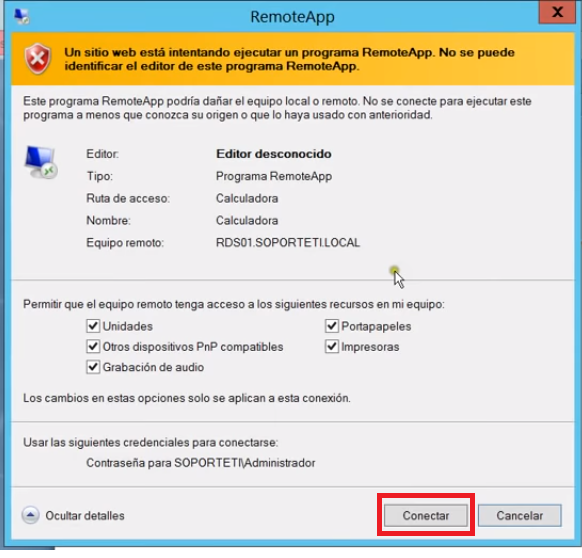 RemoteApp
X
Un sitio web está intentando ejecutar un programa RemoteApp. No se puede
identificar el editor de este programa RemoteApp.
Este programa RemoteApp podría dañar el equipo local o remoto. No se conecte para ejecutar este
programa a menos que conozca su origen o que lo haya usado con anterioridad.
Editor: Editor desconocido
Tipo: Programa RemoteApp
Ruta de acceso: Calculadora
Nombre: Calculadora
Equipo remoto: RDS01.SOPORTETI.LOCAL
Permitir que el equipo remoto tenga acceso a los siguientes recursos en mi equipo:
Unidades Portapapeles
Otros dispositivos PnP compatibles Impresoras
Grabación de audio
Los cambios en estas opciones solo se aplican a esta conexión.
Usar las siguientes credenciales para conectarse:
Contraseña para SOPORTETI\Administrador
Ocultar detalles Conectar Cancelar